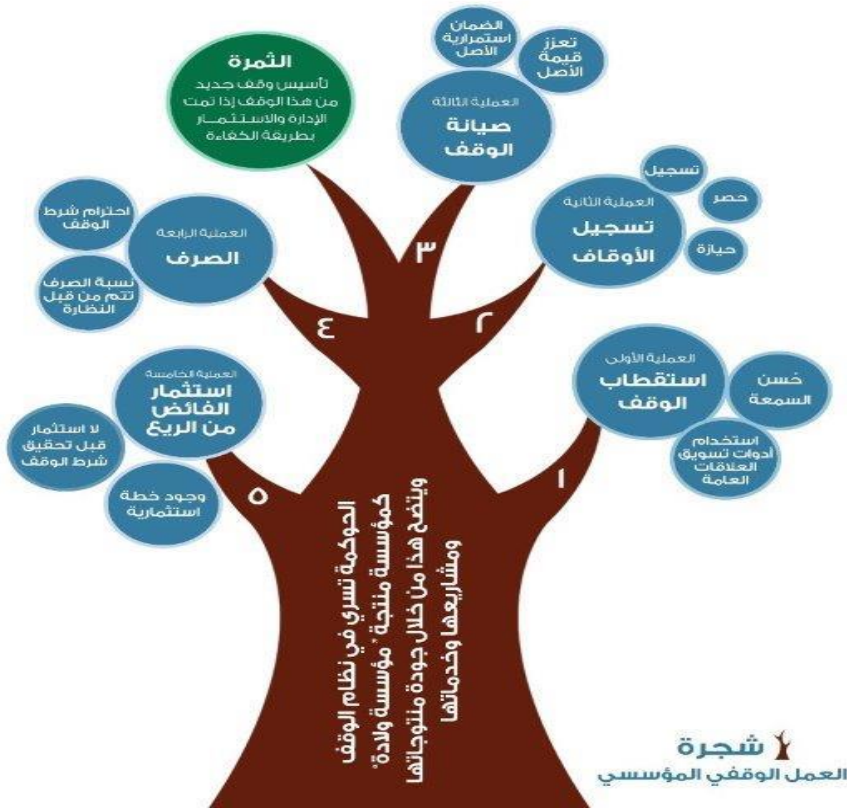 الثمرة
تأسيس وقف جديد
من هذا الوقف إذا تمت
الإدارة والاستـثـمـــار
بطريقة الكفاءة
الضمان
استمرارية
الأصل
تعزز
قيمة
الأصل
العملية الثالثة
صيانة
الوقف
٣
تسجيل
حصر
حيازة
العملية الثانية
تسجيل
الأوقاف
٢
احترام شرط
الوقف
نسبة الصرف
تتم من قبل
النظارة
العملية الرابعة
الصرف
٤
العملية الأولى
استقطاب
الوقف
حُسن
السمعة
استخدام
أدوات تسويق
العلاقات
العامة
١
العملية الخامسة
استثمار
الفائض
من الريع
لا استثمار
قبل تحقيق
شرط الوقف
وجود خطة
استثمارية
٥
الحوكمة تسري في نظام الوقف
كمؤسسة منتجة "مؤسسة ولادة"
ويتضح هذا من خلال جودة منتوجاتها
ومشاريعها وخدماتها
شجرة
العمل الوقفي المؤسسي